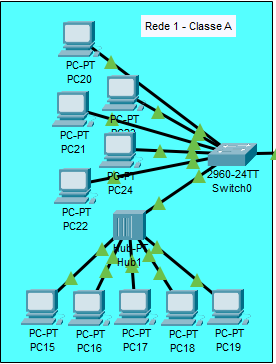 Rede 1 - Classe A
PC-PT
PC20
PC-PT
PC-PT
PC21
2960-24TT
Switch0
PC-PT
PC24
PC-PT
PC22
Hub-PT
Hub1
PC-PT
PC15
PC-PT
PC16
PC-PT
PC17
PC-PT
PC18
PC-PT
PC19